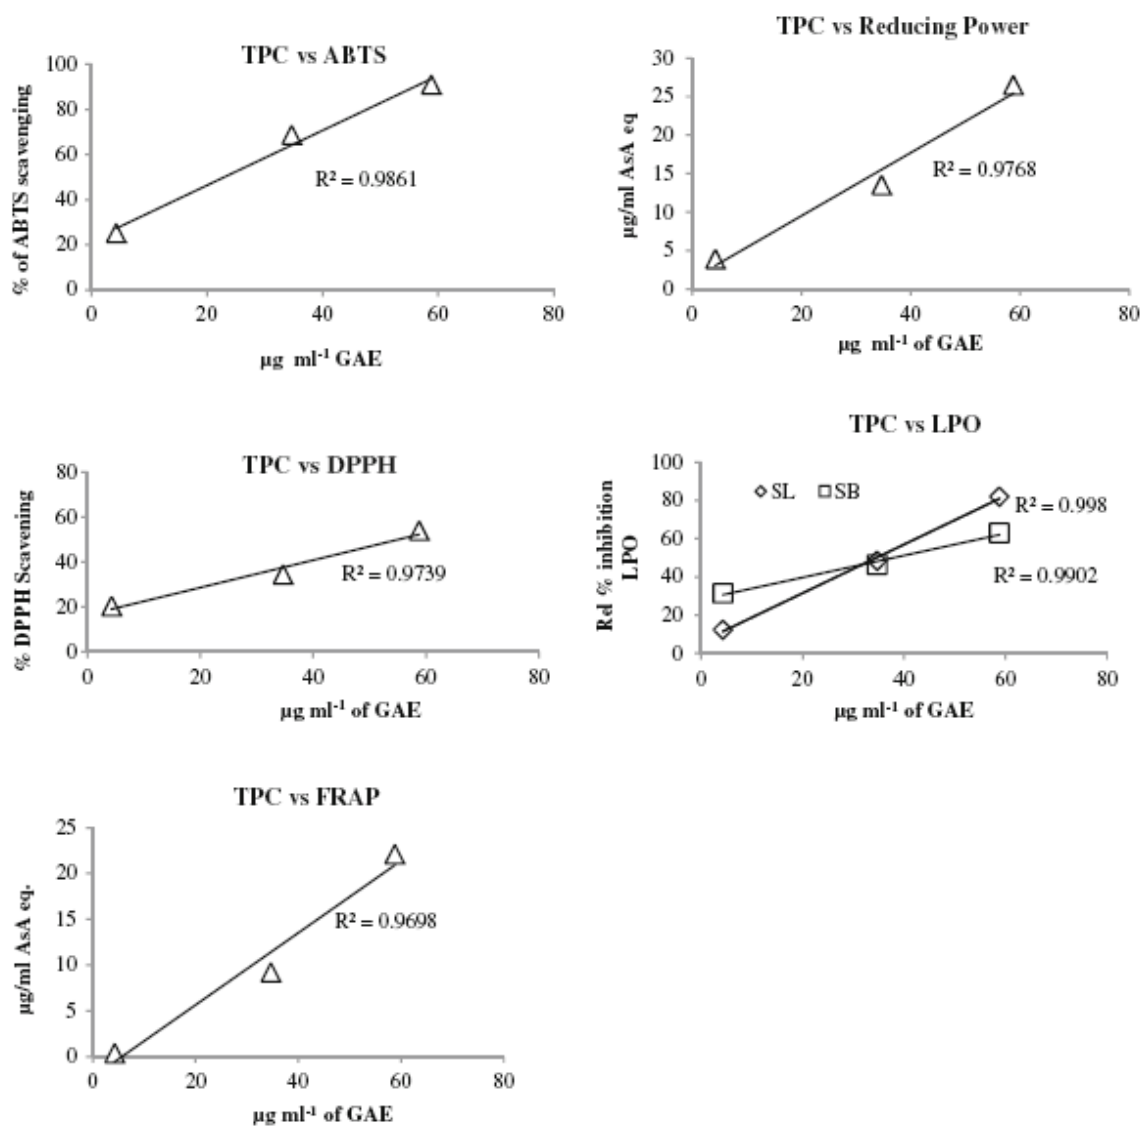 TPC vs ABTS
% of ABTS scavenging
100
80
60
40
20
0
R² = 0.9861
0 20 40 60 80
µg ml⁻¹ GAE
TPC vs Reducing Power
µg/ml AsA eq
30
25
20
15
10
5
0
R² = 0.9768
0 20 40 60 80
µg ml⁻¹ of GAE
TPC vs DPPH
% DPPH Scavening
80
60
40
20
0
R² = 0.9739
0 20 40 60 80
µg ml⁻¹ of GAE
TPC vs LPO
Rel % inhibition
LPO
100
80
60
40
20
0
SL SB
R² = 0.998
R² = 0.9902
0 20 40 60 80
µg ml⁻¹ of GAE
TPC vs FRAP
µg/ml AsA eq.
25
20
15
10
5
0
R² = 0.9698
0 20 40 60 80
µg ml⁻¹ of GAE